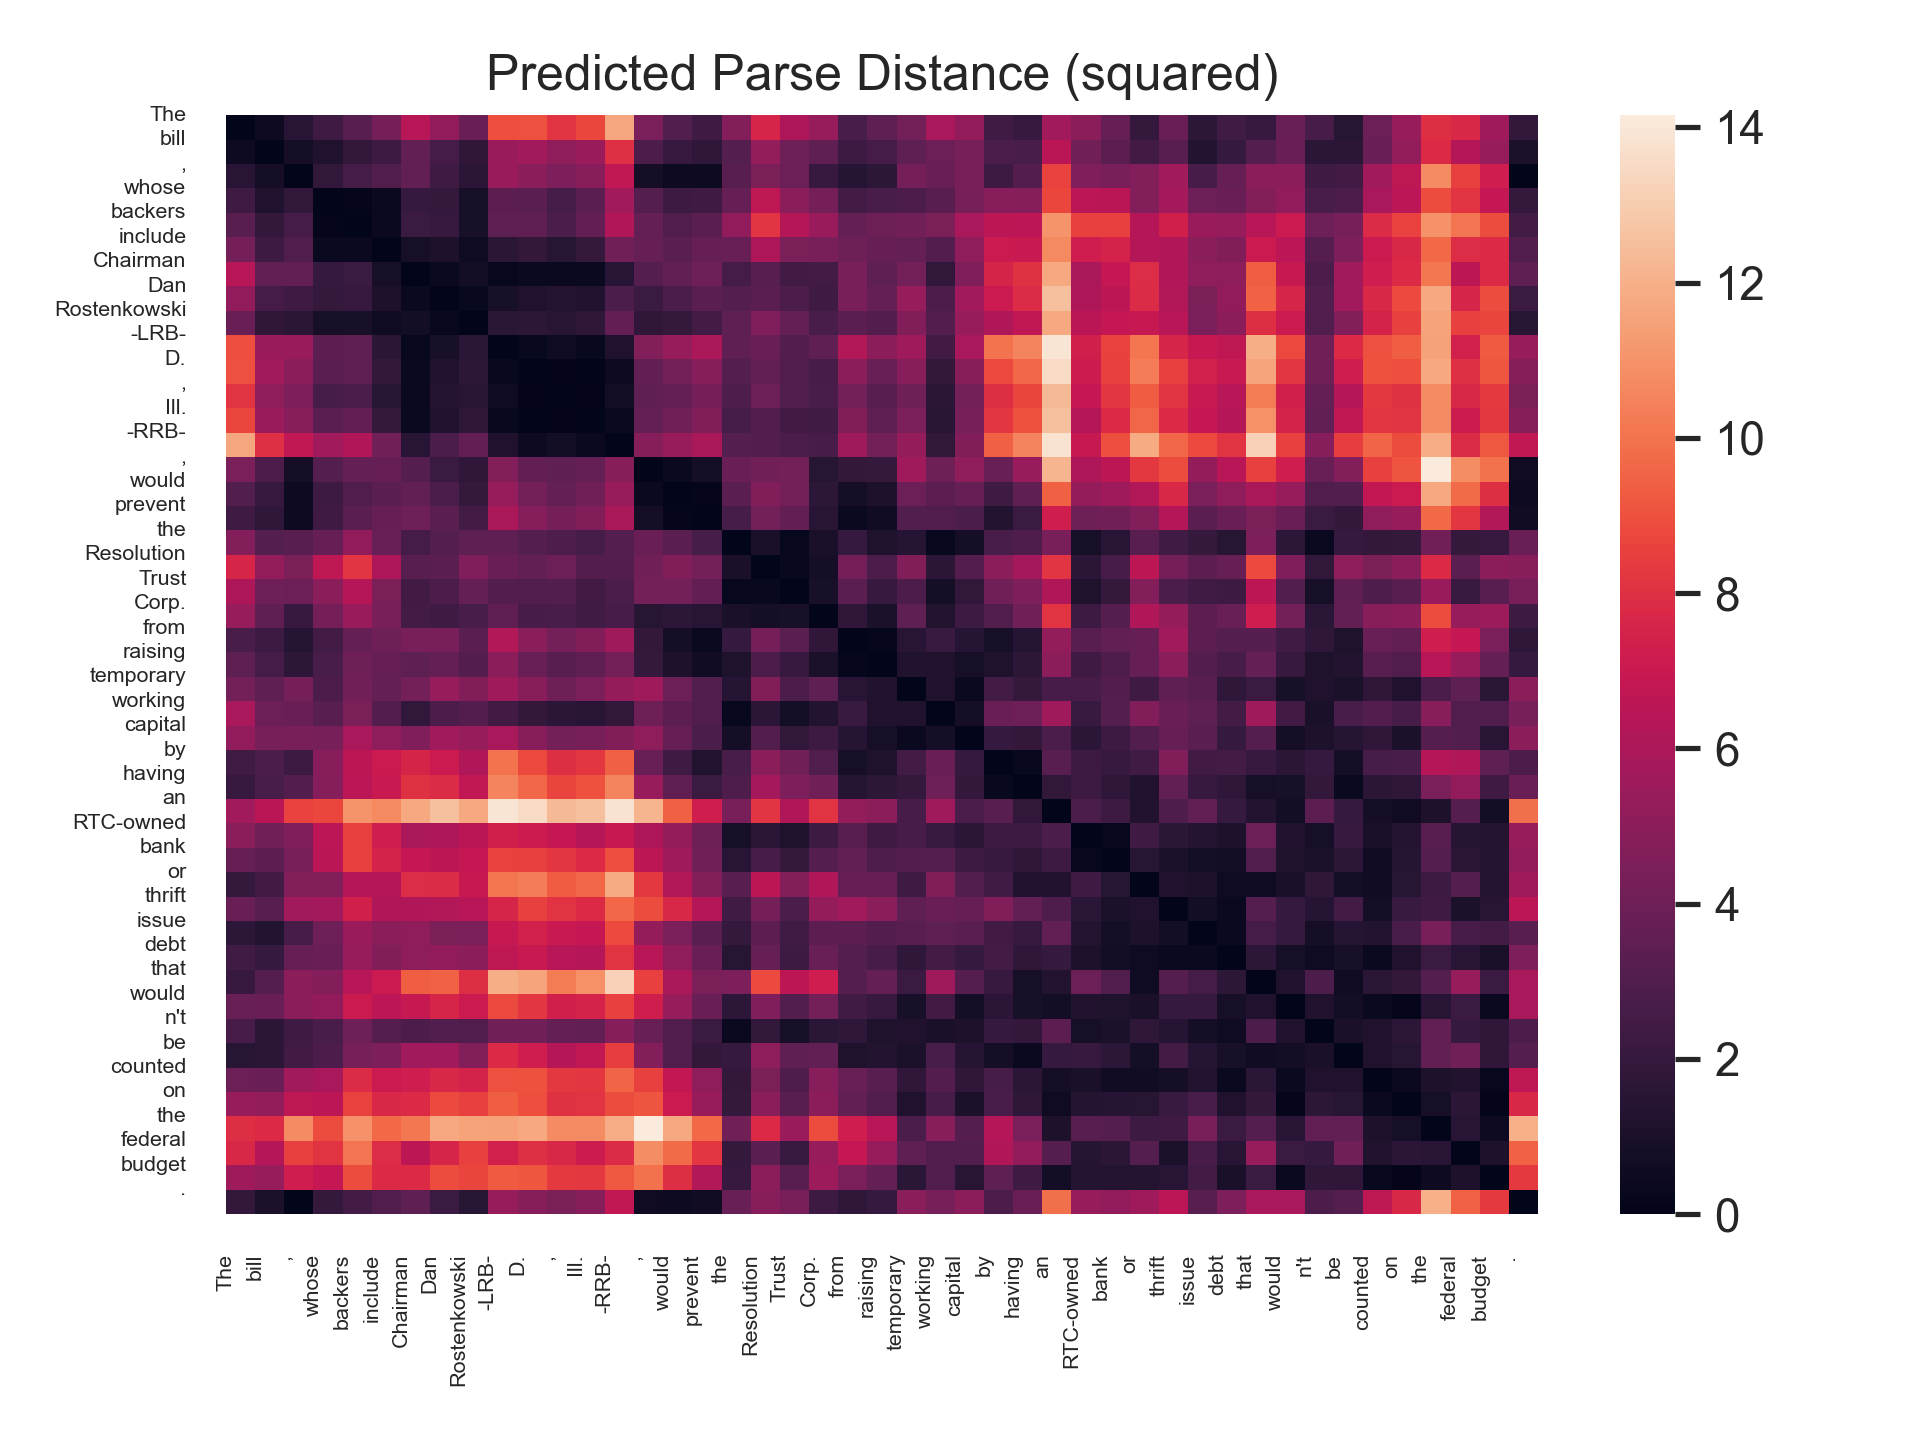 Predicted Parse Distance (squared)
The
bill
,
whose
backers
include
Chairman
Dan
Rostenkowski
-LRB-
D.
,
Ill.
-RRB-
,
would
prevent
the
Resolution
Trust
Corp.
from
raising
temporary
working
capital
by
having
an
RTC-owned
bank
or
thrift
issue
debt
that
would
n't
be
counted
on
the
federal
budget
.
14
12
10
8
6
4
2
0
The
bill
,
whose
backers
include
Chairman
Dan
Rostenkowski
-LRB-
D.
,
Ill.
-RRB-
,
would
prevent
the
Resolution
Trust
Corp.
from
raising
temporary
working
capital
by
having
an
RTC-owned
bank
or
thrift
issue
debt
that
would
n't
be
counted
on
the
federal
budget
.